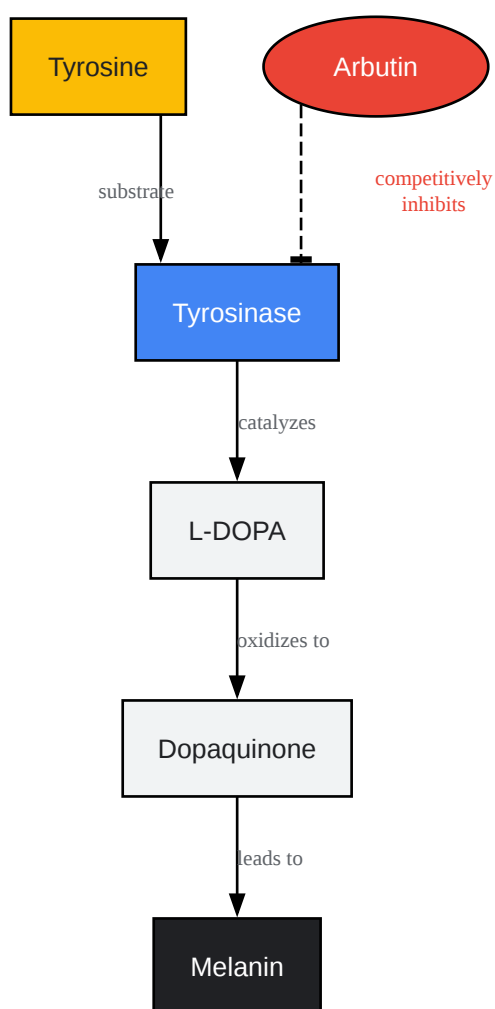 Tyrosine
Arbutin
substrate
competitively
inhibits
Tyrosinase
catalyzes
L-DOPA
oxidizes to
Dopaquinone
leads to
Melanin